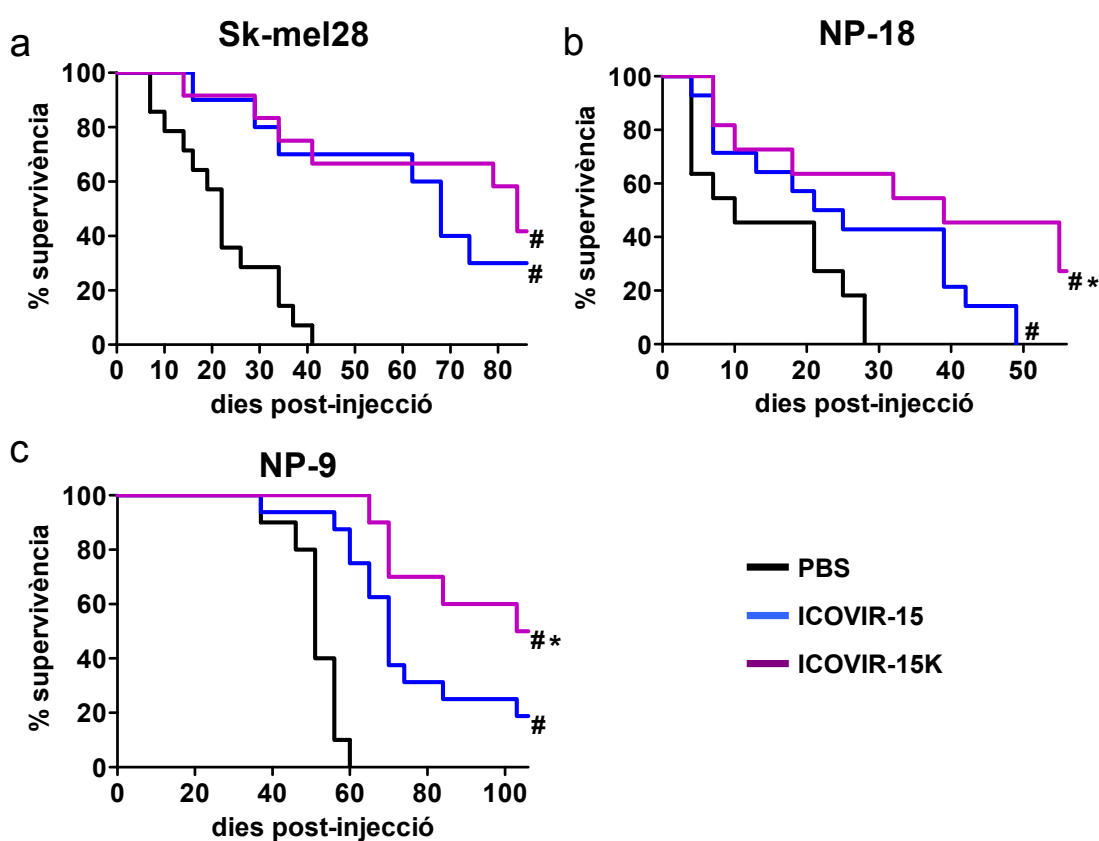 a
Sk-mel28
% supervivència
100
80
60
40
20
0
0 10 20 30 40 50 60 70 80
dies post-injecció
#
#
b
NP-18
% supervivència
100
80
60
40
20
0
0 10 20 30 40 50
dies post-injecció
# *
#
c
NP-9
% supervivència
100
80
60
40
20
0
0 20 40 60 80 100
dies post-injecció
# *
#
PBS
ICOVIR-15
ICOVIR-15K